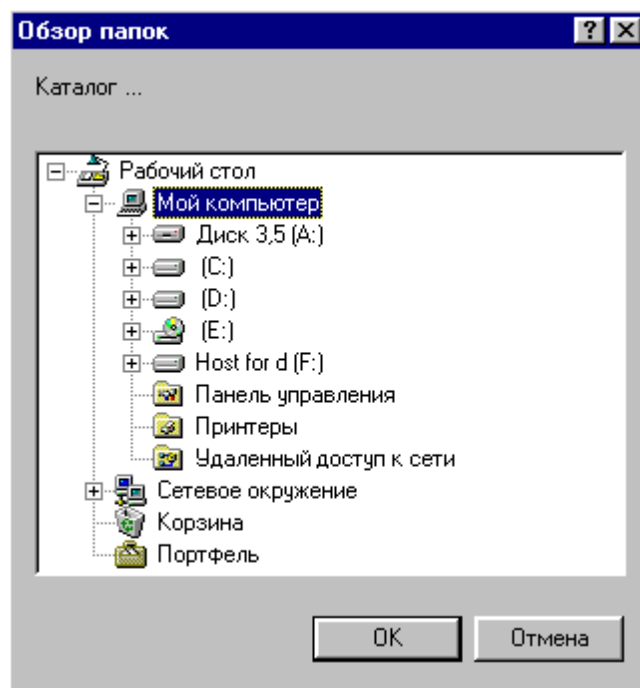 Обзор папок
Каталог ...
Рабочий стол
Мой компьютер
Диск 3,5 (A:)
(C:)
(D:)
(E:)
Host for d (F:)
Панель управления
Принтеры
Удаленный доступ к сети
Сетевое окружение
Корзина
Портфель
OK Отмена